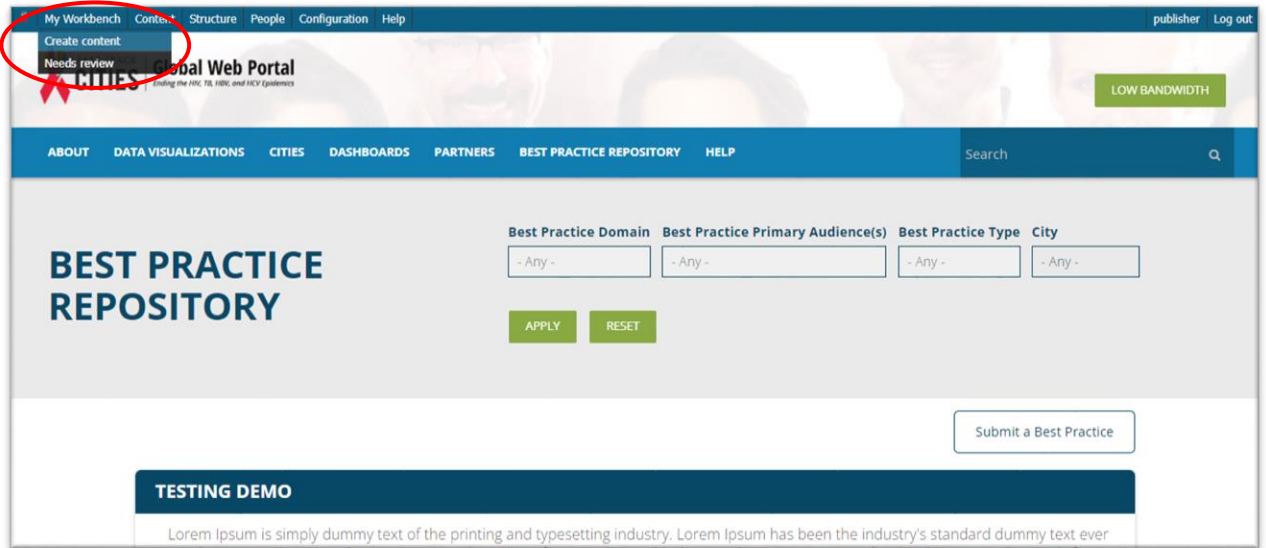 My Workbench Content Structure People Configuration Help publisher Log out
Create content
Needs review
CITIES Global Web Portal
Ending the HIV, TB, HBV, and HCV Epidemics
LOW BANDWIDTH
ABOUT DATA VISUALIZATIONS CITIES DASHBOARDS PARTNERS BEST PRACTICE REPOSITORY HELP Search
Best Practice Domain Best Practice Primary Audience(s) Best Practice Type City
- Any - - Any - - Any - - Any -
BEST PRACTICE
REPOSITORY
APPLY RESET
Submit a Best Practice
TESTING DEMO
Lorem Ipsum is simply dummy text of the printing and typesetting industry. Lorem Ipsum has been the industry's standard dummy text ever